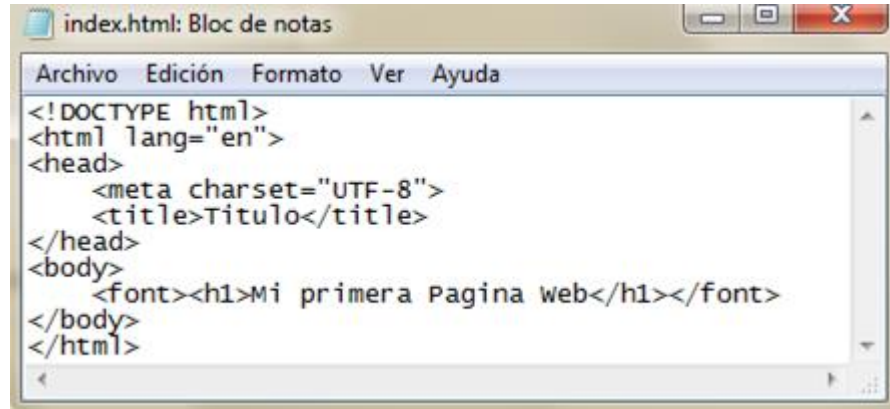 index.html: Bloc de notas
Archivo Edición Formato Ver Ayuda
<!DOCTYPE html>
<html lang="en">
<head>
    <meta charset="UTF-8">
    <title>Titulo</title>
</head>
<body>
    <font><h1>Mi primera Pagina Web</h1></font>
</body>
</html>